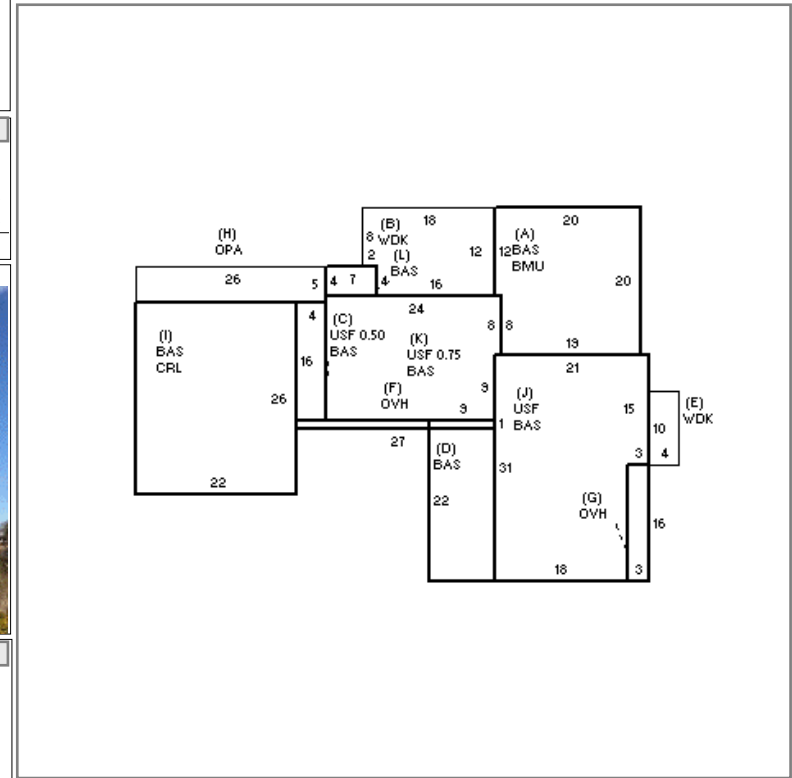 (H)
OPA
26
5
(B)
WDK
18
8
2
(L)
BAS
12
16
4
7
4
(A)
BAS
BMU
20
12
20
19
(I)
BAS
CRL
26
22
4
16
(C)
USF 0.50
BAS
24
(K)
USF 0.75
BAS
8
8
(F)
OVH
9
9
27
21
(J)
USF
BAS
1
15
31
(E)
WDK
10
3
4
(D)
BAS
22
(G)
OVH
16
18
3